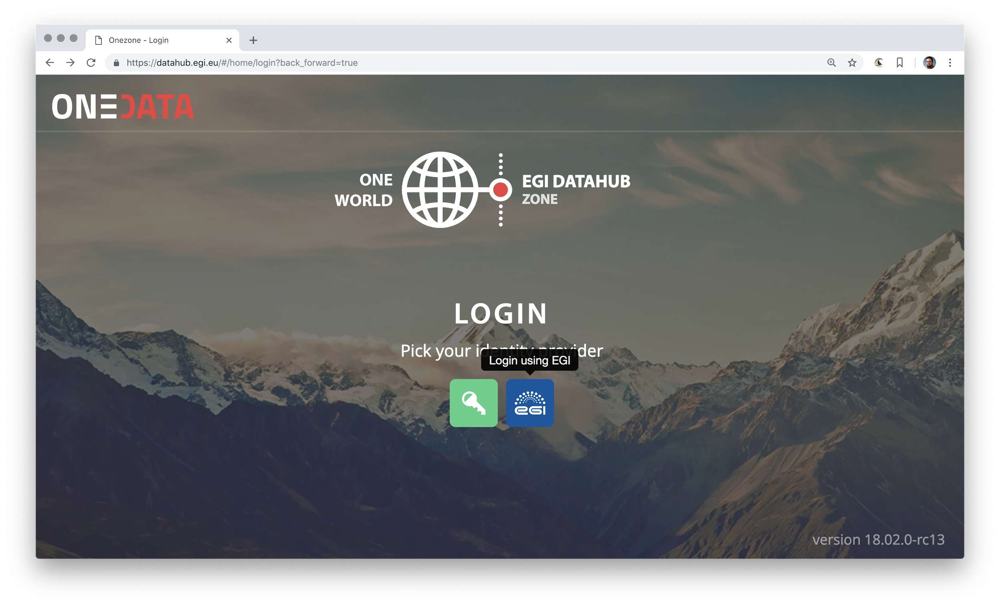 Onezone - Login
https://datahub.egi.eu/#/home/login?back_forward=true
ONEDATA
ONE
WORLD
EGI DATAHUB
ZONE
LOGIN
Pick your identity provider
Login using EGI
egi
version 18.02.0-rc13